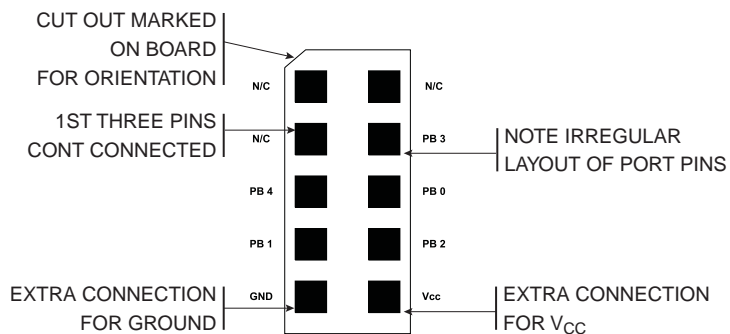 CUT OUT MARKED
ON BOARD
FOR ORIENTATION
N/C
N/C
1ST THREE PINS
CONT CONNECTED
N/C
PB 3
NOTE IRREGULAR
LAYOUT OF PORT PINS
PB 4
PB 0
PB 1
PB 2
EXTRA CONNECTION
FOR GROUND
GND
Vcc
EXTRA CONNECTION
FOR VCC